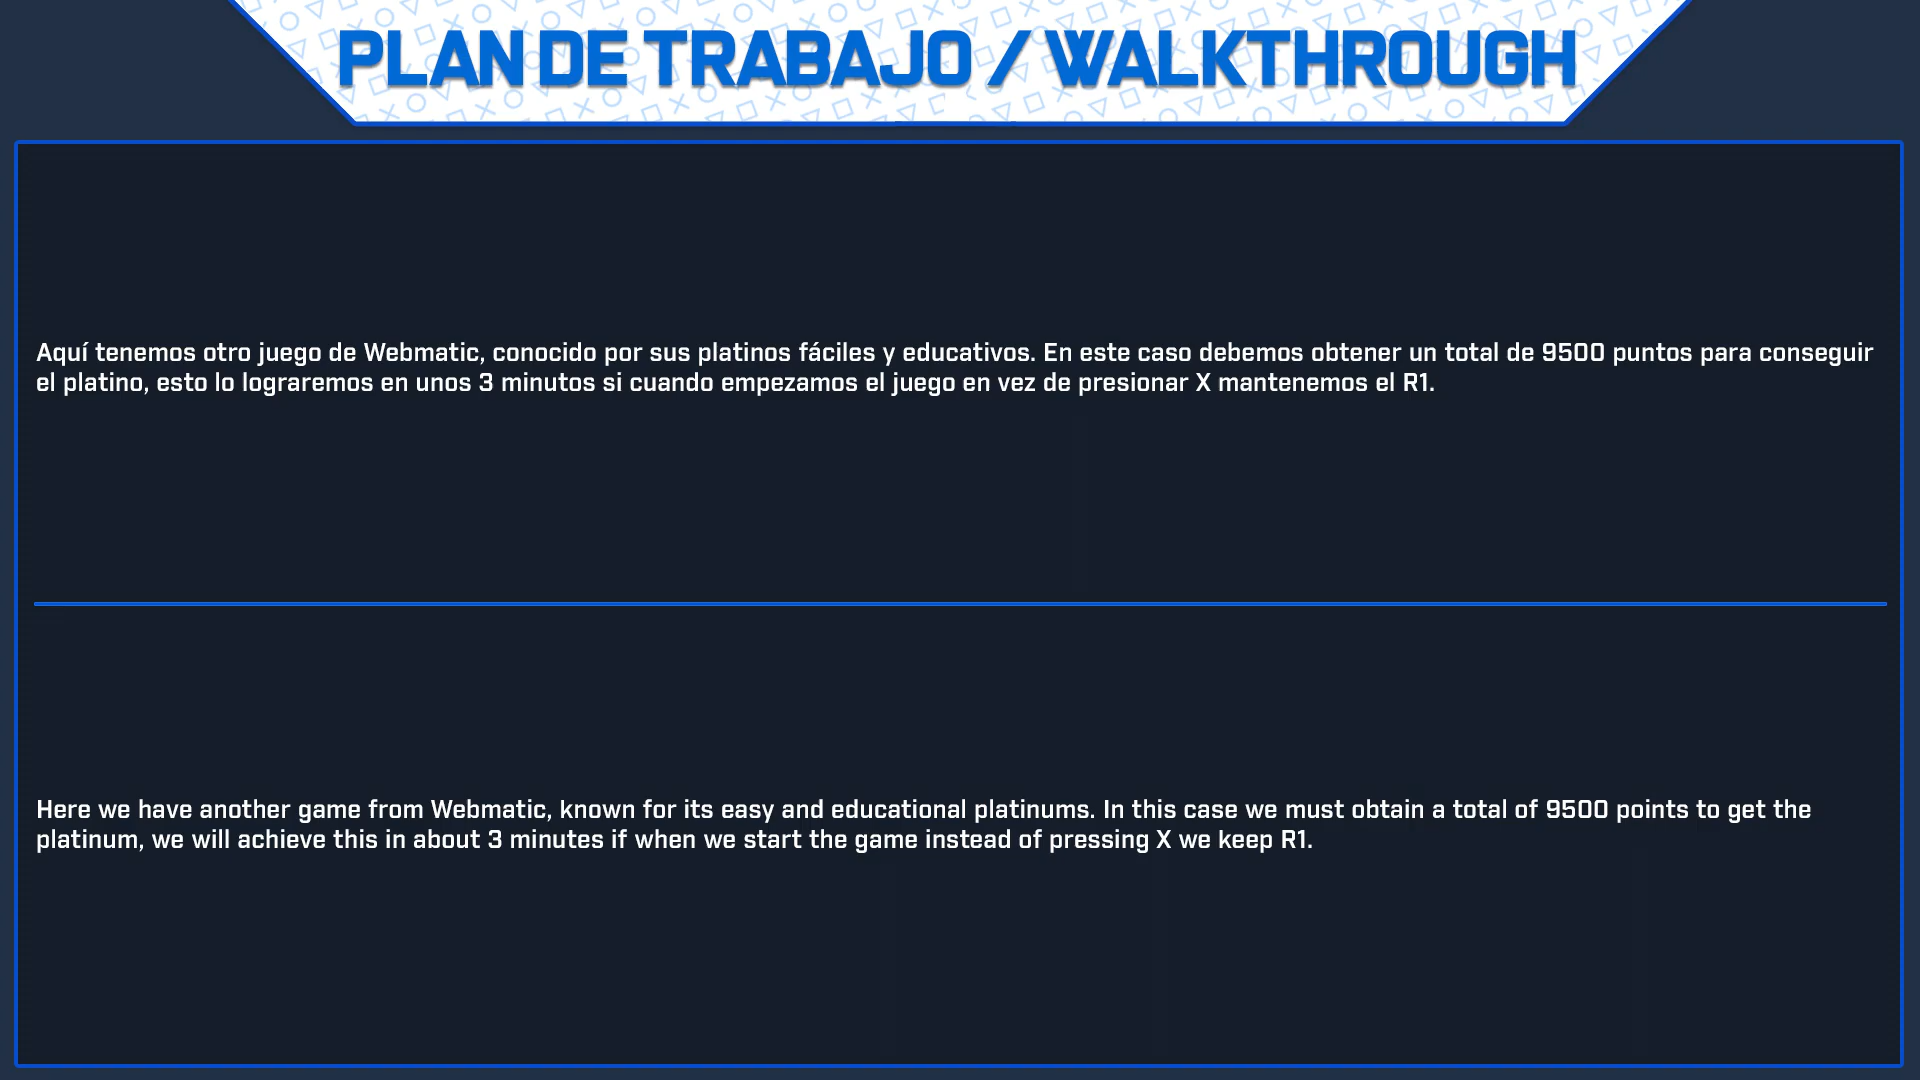 PLAN DE TRABAJO / WALKTHROUGH
Aquí tenemos otro juego de Webmatic, conocido por sus platinos fáciles y educativos. En este caso debemos obtener un total de 9500 puntos para conseguir
el platino, esto lo lograremos en unos 3 minutos si cuando empezamos el juego en vez de presionar X mantenemos el R1.
Here we have another game from Webmatic, known for its easy and educational platinums. In this case we must obtain a total of 9500 points to get the
platinum, we will achieve this in about 3 minutes if when we start the game instead of pressing X we keep R1.